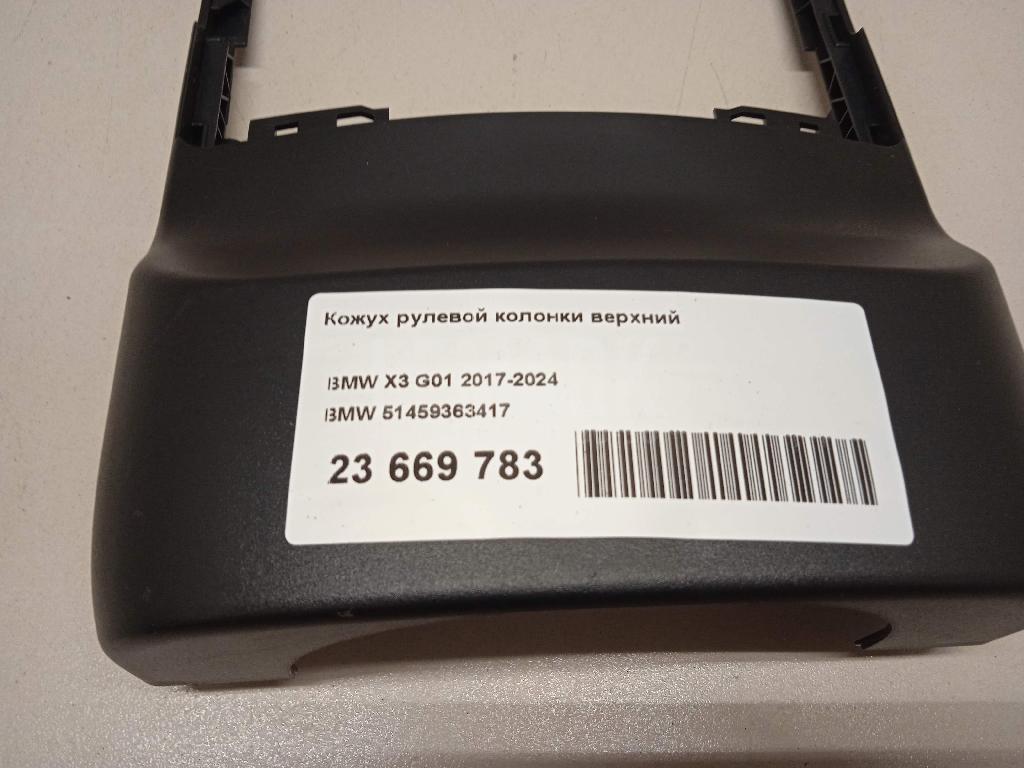 Кожух рулевой колонки верхний
BMW X3 G01 2017-2024
BMW 51459363417
23 669 783